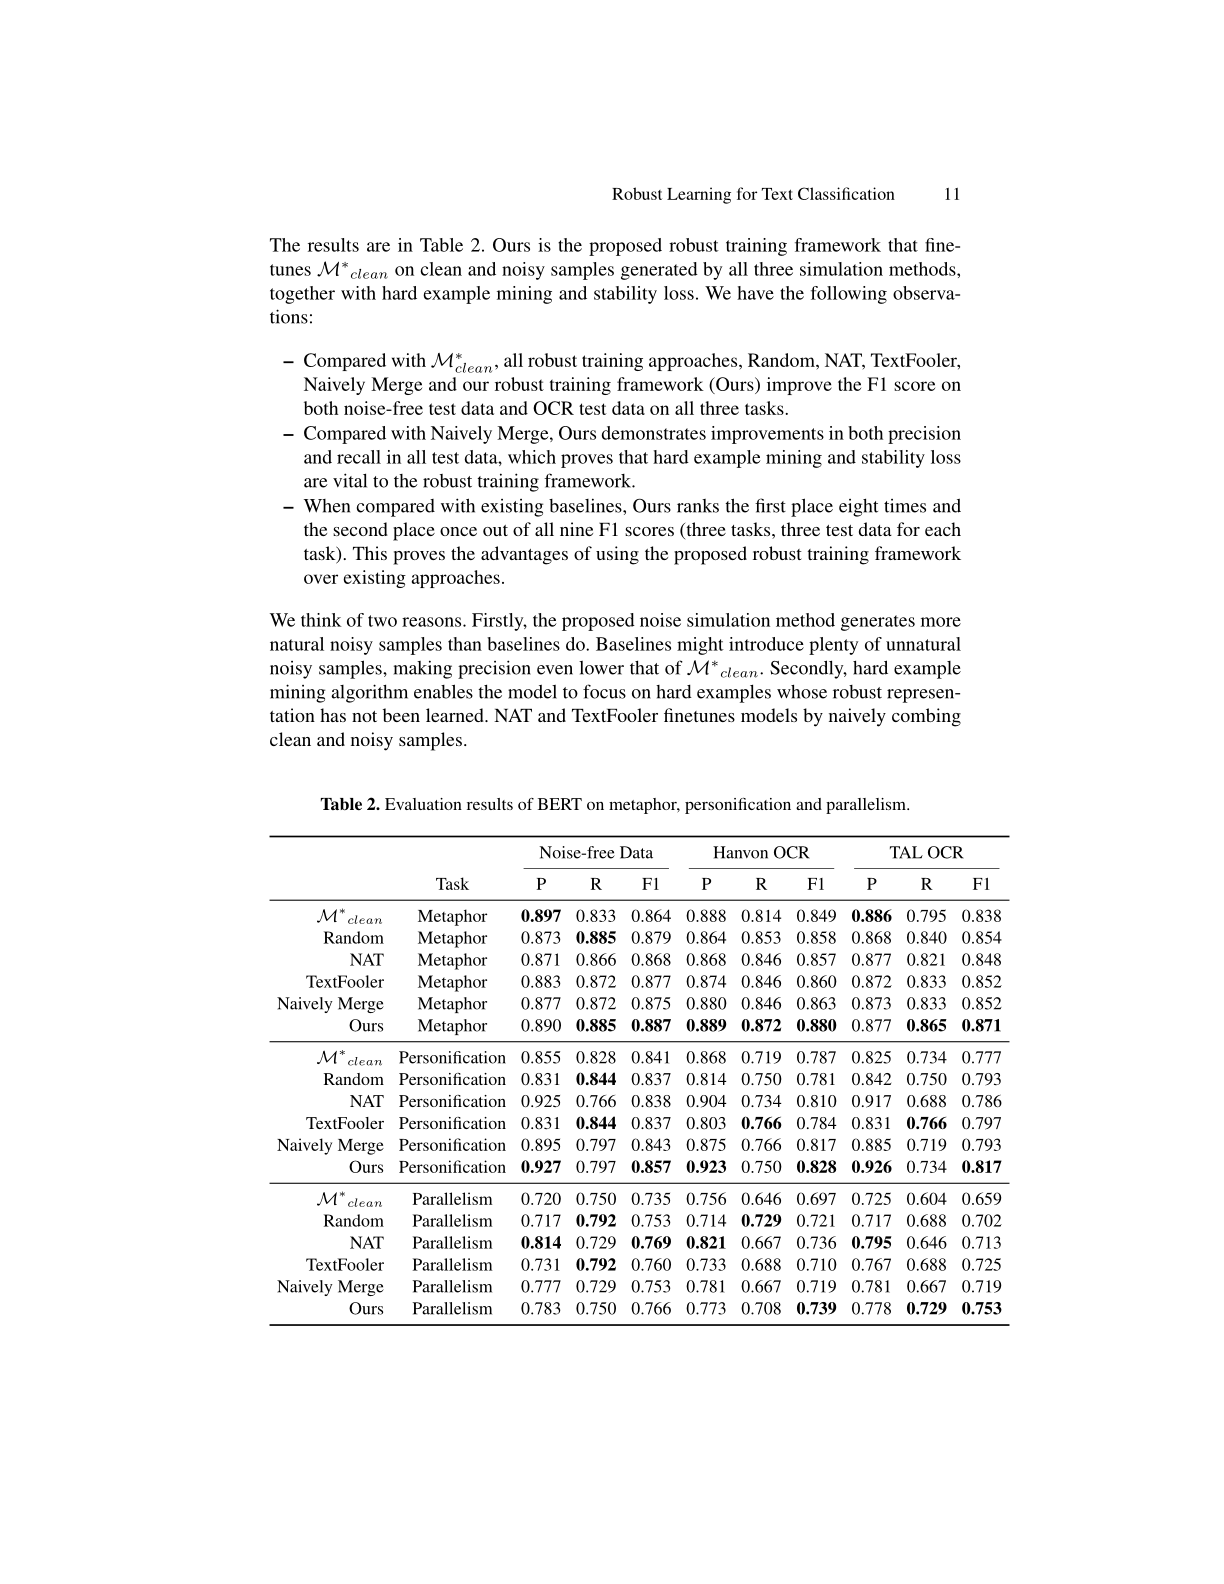 Robust Learning for Text Classification 11
The results are in Table 2. Ours is the proposed robust training framework that fine-
tunes M*clean on clean and noisy samples generated by all three simulation methods,
together with hard example mining and stability loss. We have the following observa-
tions:
– Compared with M*clean, all robust training approaches, Random, NAT, TextFooler,
Naively Merge and our robust training framework (Ours) improve the F1 score on
both noise-free test data and OCR test data on all three tasks.
– Compared with Naively Merge, Ours demonstrates improvements in both precision
and recall in all test data, which proves that hard example mining and stability loss
are vital to the robust training framework.
– When compared with existing baselines, Ours ranks the first place eight times and
the second place once out of all nine F1 scores (three tasks, three test data for each
task). This proves the advantages of using the proposed robust training framework
over existing approaches.
We think of two reasons. Firstly, the proposed noise simulation method generates more
natural noisy samples than baselines do. Baselines might introduce plenty of unnatural
noisy samples, making precision even lower that of M*clean. Secondly, hard example
mining algorithm enables the model to focus on hard examples whose robust represen-
tation has not been learned. NAT and TextFooler finetunes models by naively combing
clean and noisy samples.
Table 2. Evaluation results of BERT on metaphor, personification and parallelism.
Noise-free Data Hanvon OCR TAL OCR
Task P R F1 P R F1 P R F1
M*clean Metaphor 0.897 0.833 0.864 0.888 0.814 0.849 0.886 0.795 0.838
Random Metaphor 0.873 0.885 0.879 0.864 0.853 0.858 0.868 0.840 0.854
NAT Metaphor 0.871 0.866 0.868 0.868 0.846 0.857 0.877 0.821 0.848
TextFooler Metaphor 0.883 0.872 0.877 0.874 0.846 0.860 0.872 0.833 0.852
Naively Merge Metaphor 0.877 0.872 0.875 0.880 0.846 0.863 0.873 0.833 0.852
Ours Metaphor 0.890 0.885 0.887 0.889 0.872 0.880 0.877 0.865 0.871
M*clean Personification 0.855 0.828 0.841 0.868 0.719 0.787 0.825 0.734 0.777
Random Personification 0.831 0.844 0.837 0.814 0.750 0.781 0.842 0.750 0.793
NAT Personification 0.925 0.766 0.838 0.904 0.734 0.810 0.917 0.688 0.786
TextFooler Personification 0.831 0.844 0.837 0.803 0.766 0.784 0.831 0.766 0.797
Naively Merge Personification 0.895 0.797 0.843 0.875 0.766 0.817 0.885 0.719 0.793
Ours Personification 0.927 0.797 0.857 0.923 0.750 0.828 0.926 0.734 0.817
M*clean Parallelism 0.720 0.750 0.735 0.756 0.646 0.697 0.725 0.604 0.659
Random Parallelism 0.717 0.792 0.753 0.714 0.729 0.721 0.717 0.688 0.702
NAT Parallelism 0.814 0.729 0.769 0.821 0.667 0.736 0.795 0.646 0.713
TextFooler Parallelism 0.731 0.792 0.760 0.733 0.688 0.710 0.767 0.688 0.725
Naively Merge Parallelism 0.777 0.729 0.753 0.781 0.667 0.719 0.781 0.667 0.719
Ours Parallelism 0.783 0.750 0.766 0.773 0.708 0.739 0.778 0.729 0.753